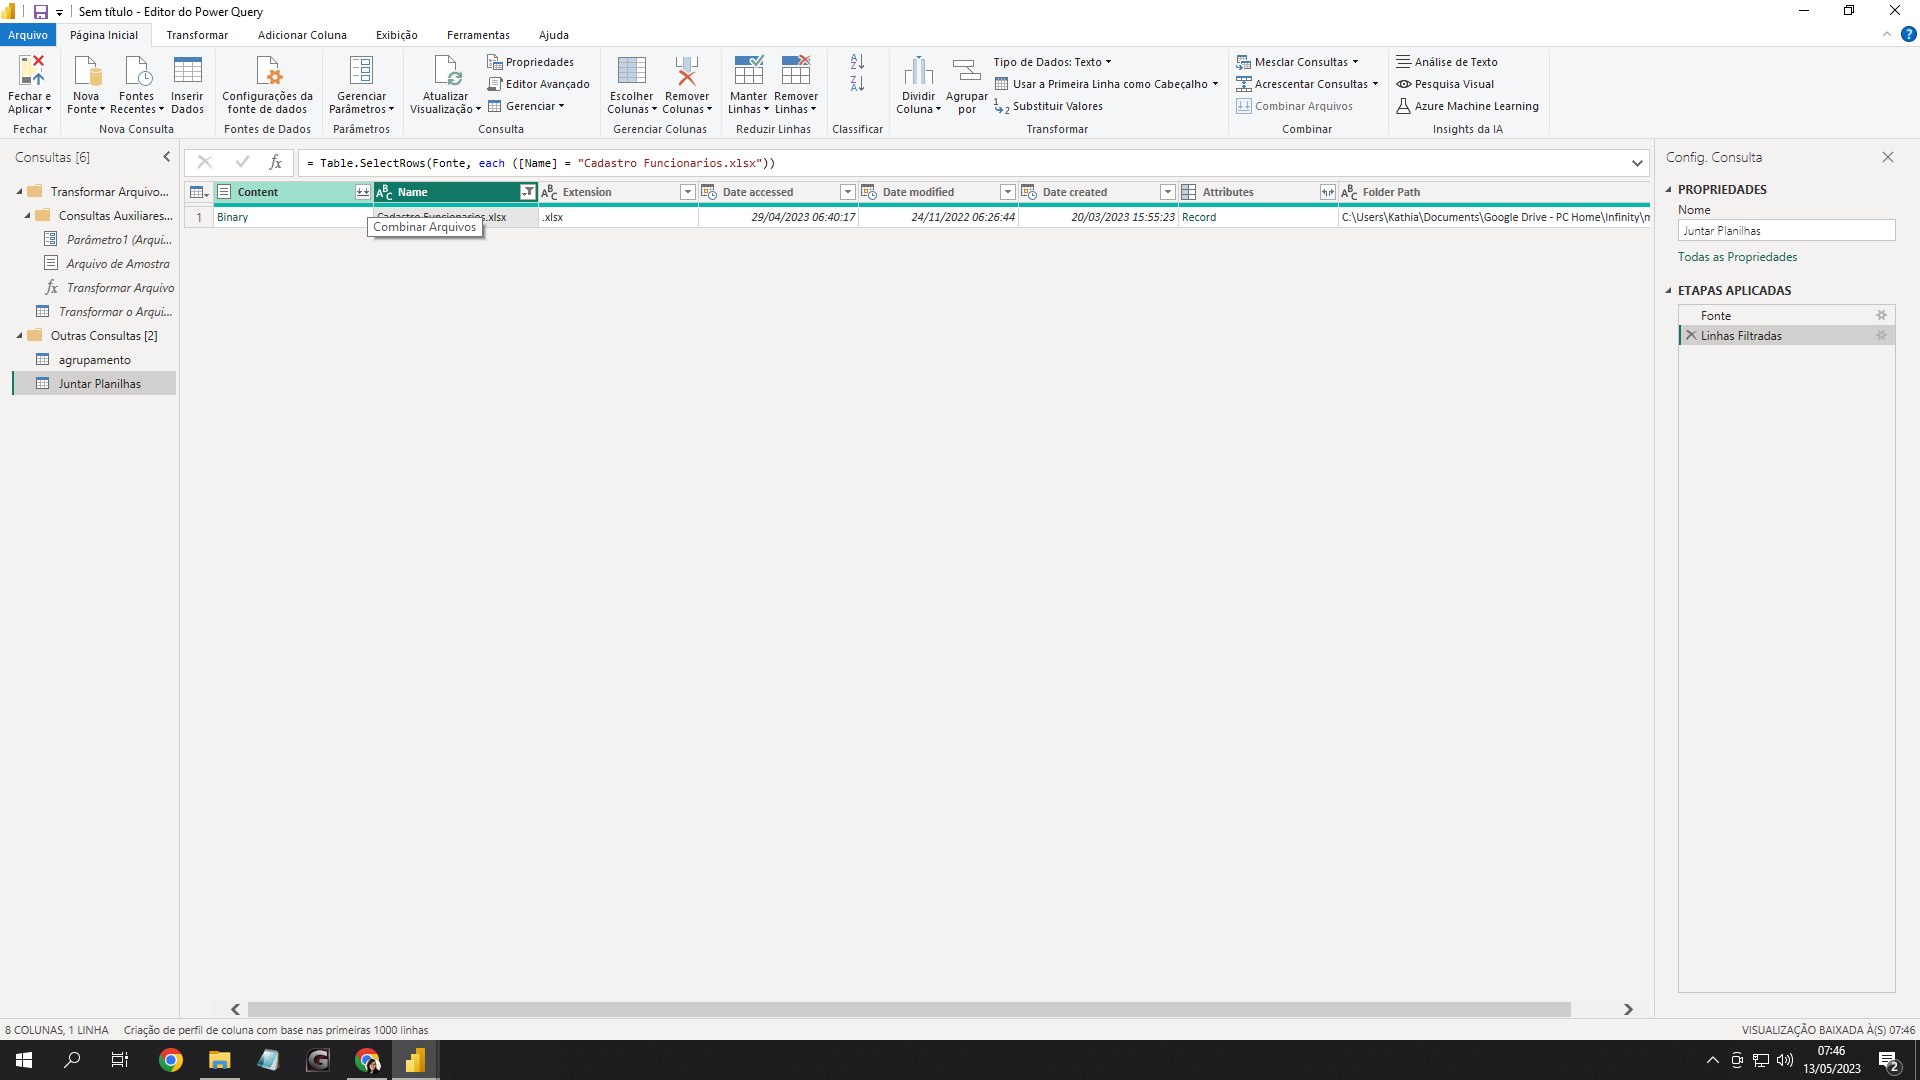 Sem título - Editor do Power Query
Arquivo
Página Inicial
Transformar
Adicionar Coluna
Exibição
Ferramentas
Ajuda
Fechar e Aplicar
Fechar
Nova Fonte
Fontes Recentes
Inserir Dados
Nova Consulta
Configurações da fonte de dados
Fontes de Dados
Gerenciar Parâmetros
Parâmetros
Atualizar Visualização
Propriedades
Editor Avançado
Gerenciar
Consulta
Escolher Colunas
Remover Colunas
Gerenciar Colunas
Manter Linhas
Remover Linhas
Reduzir Linhas
Classificar
Dividir Coluna
Agrupar por
Tipo de Dados: Texto
Usar a Primeira Linha como Cabeçalho
Substituir Valores
Transformar
Mesclar Consultas
Acrescentar Consultas
Combinar Arquivos
Combinar
Análise de Texto
Pesquisa Visual
Azure Machine Learning
Insights da IA
Consultas [6]
Transformar Arquivo...
Consultas Auxiliares...
Parâmetro1 (Arqui...
Arquivo de Amostra
Transformar Arquivo
Transformar o Arqui...
Outras Consultas [2]
agrupamento
Juntar Planilhas
= Table.SelectRows(Fonte, each ([Name] = "Cadastro Funcionarios.xlsx"))
Content
Name
Extension
Date accessed
Date modified
Date created
Attributes
Folder Path
1
Binary
Cadastro Funcionarios.xlsx
.xlsx
29/04/2023 06:40:17
24/11/2022 06:26:44
20/03/2023 15:55:23
Record
C:\Users\Kathia\Documents\Google Drive - PC Home\Infinity\
Combinar Arquivos
Config. Consulta
PROPRIEDADES
Nome
Juntar Planilhas
Todas as Propriedades
ETAPAS APLICADAS
Fonte
Linhas Filtradas
8 COLUNAS, 1 LINHA
Criação de perfil de coluna com base nas primeiras 1000 linhas
VISUALIZAÇÃO BAIXADA À(S) 07:46
07:46
13/05/2023
2